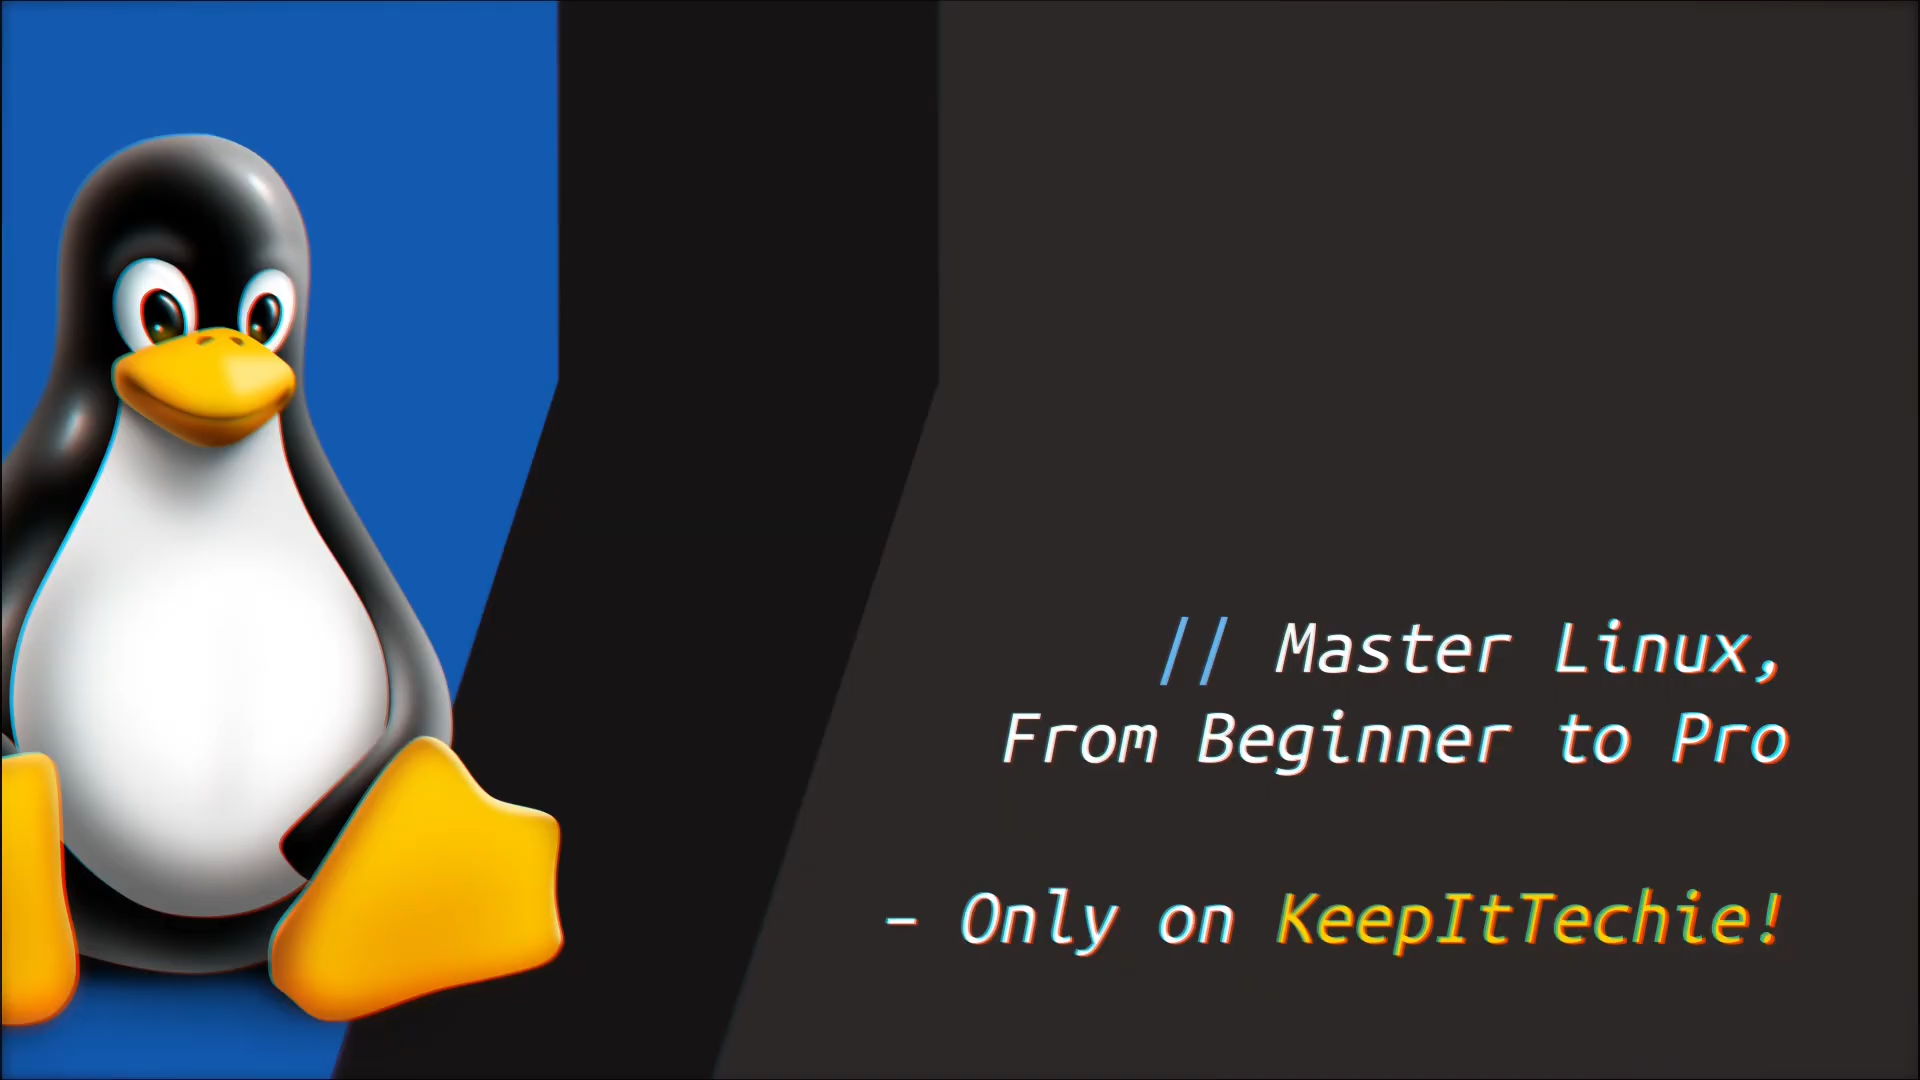 // Master Linux,
From Beginner to Pro
- Only on KeepItTechie!